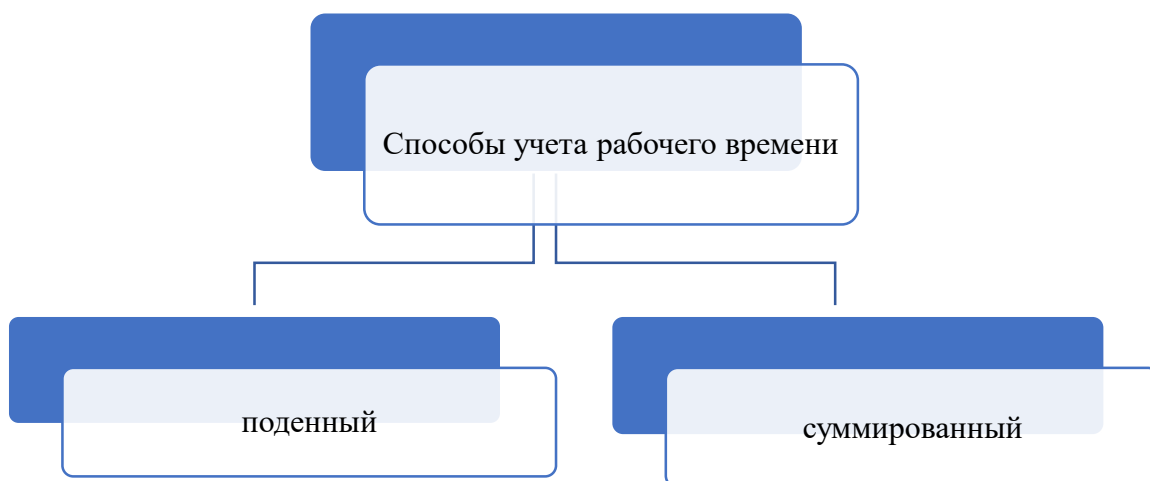 Способы учета рабочего времени
поденный
суммированный